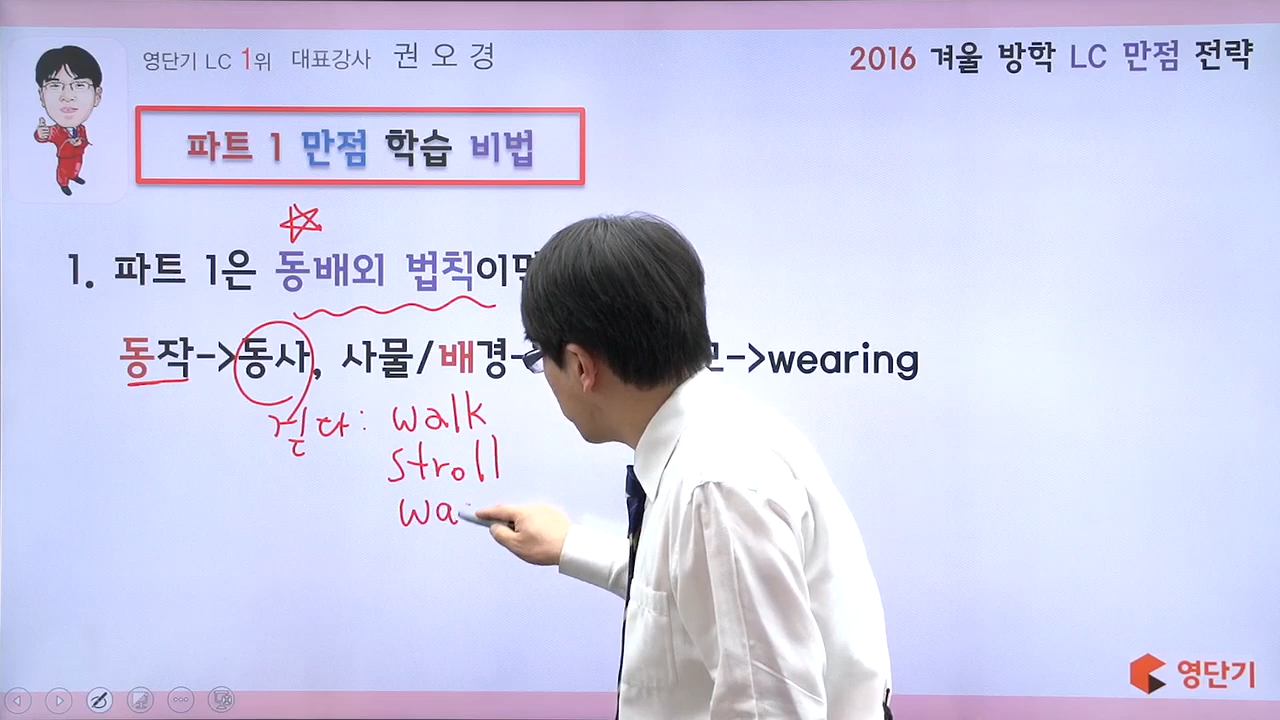 영단기 LC 1위 대표강사 권오경
2016 겨울 방학 LC 만점 전략
파트 1 만점 학습 비법
1. 파트 1은 동배외 법칙이
동작->동사, 사물/배경- ->wearing
걷다: walk
stroll
wa
영단기